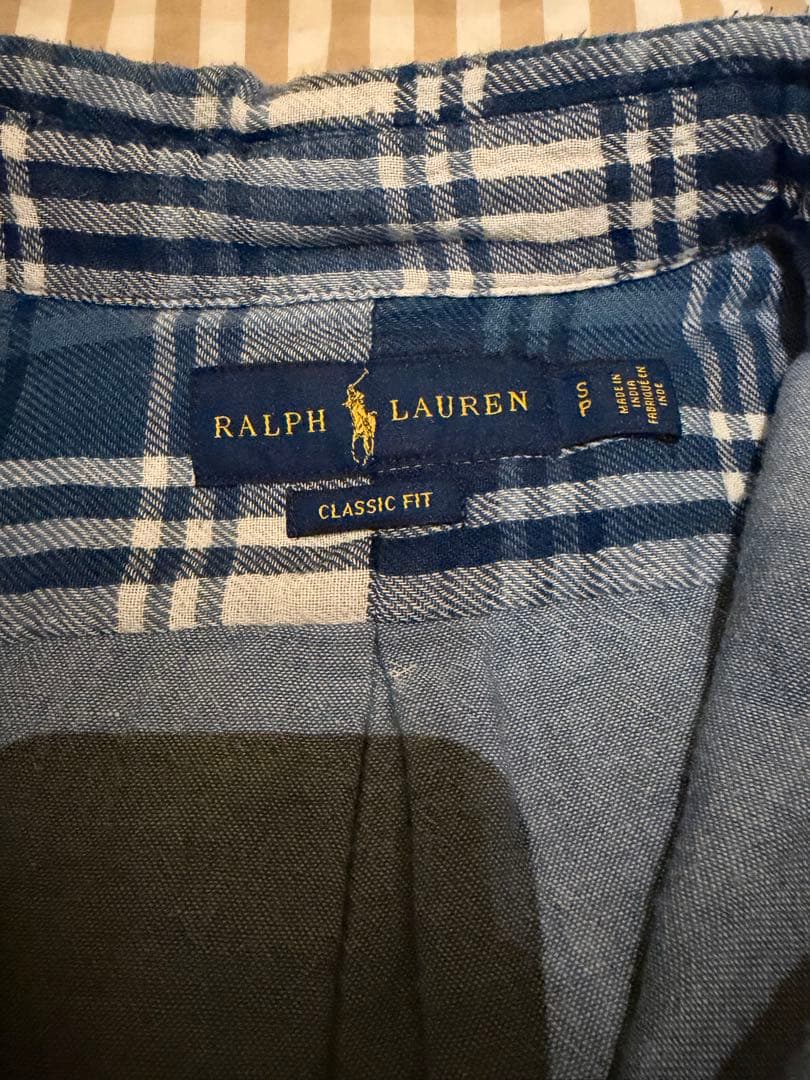 RALPH LAUREN
S
P
MADE IN
INDIA
FABRIQUÉ EN
INDE
CLASSIC FIT